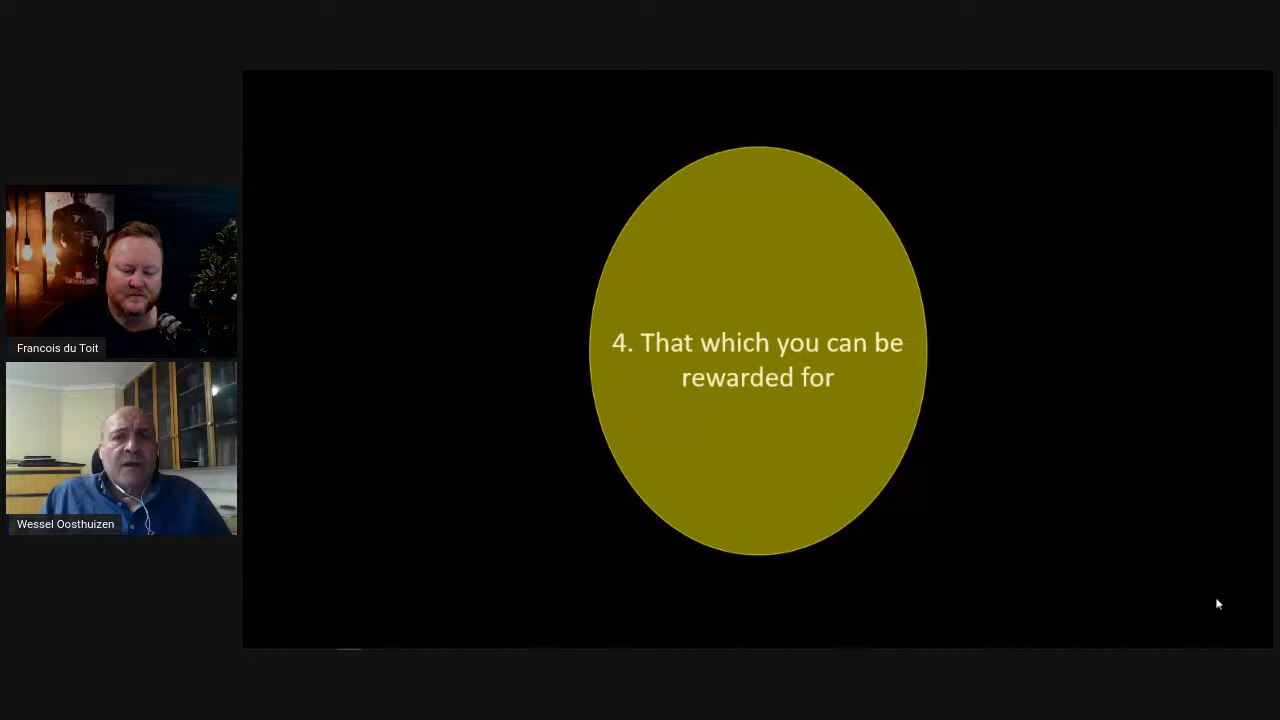 Francois du Toit
Wessel Oosthuizen
4. That which you can be
rewarded for